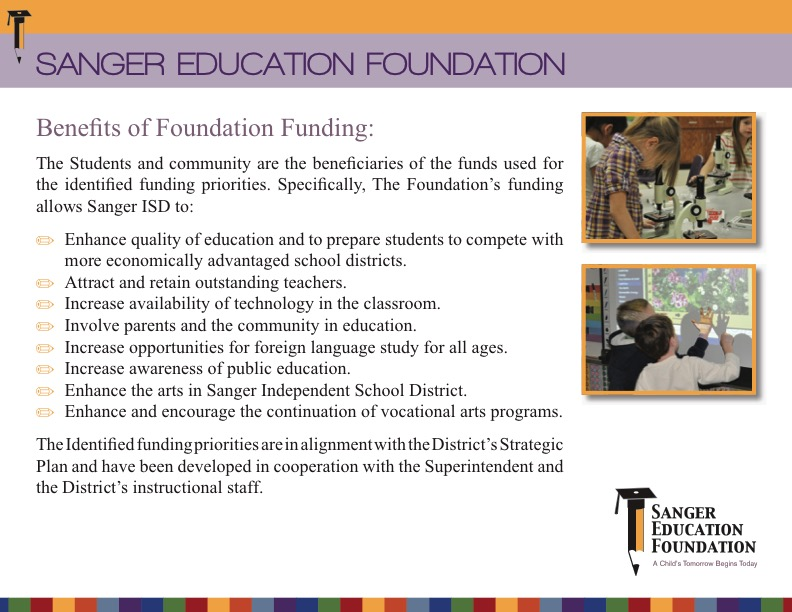 SANGER EDUCATION FOUNDATION
Benefits of Foundation Funding:
The Students and community are the beneficiaries of the funds used for
the identified funding priorities. Specifically, The Foundation's funding
allows Sanger ISD to:
Enhance quality of education and to prepare students to compete with
more economically advantaged school districts.
Attract and retain outstanding teachers.
Increase availability of technology in the classroom.
Involve parents and the community in education.
Increase opportunities for foreign language study for all ages.
Increase awareness of public education.
Enhance the arts in Sanger Independent School District.
Enhance and encourage the continuation of vocational arts programs.
The Identified funding priorities are in alignment with the District's Strategic
Plan and have been developed in cooperation with the Superintendent and
the District's instructional staff.
SANGER
EDUCATION
FOUNDATION
A Child's Tomorrow Begins Today